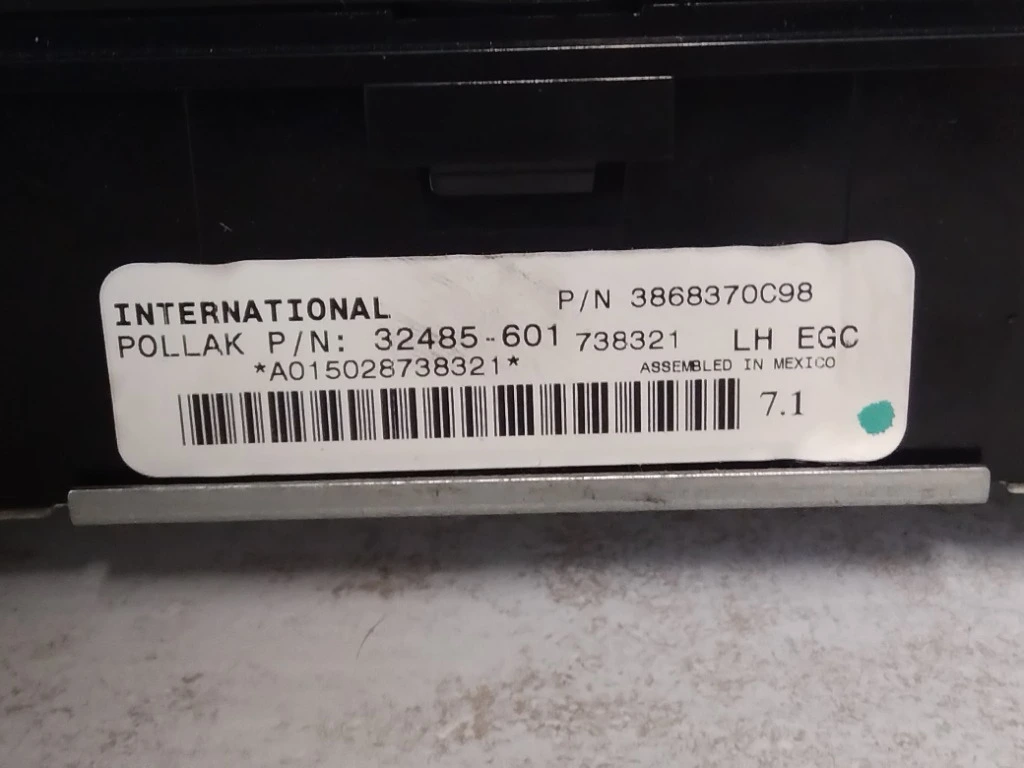 INTERNATIONAL P/N 3868370C98
POLLAK P/N: 32485-601 738321 LH EGC
*A015028738321* ASSEMBLED IN MEXICO
7.1